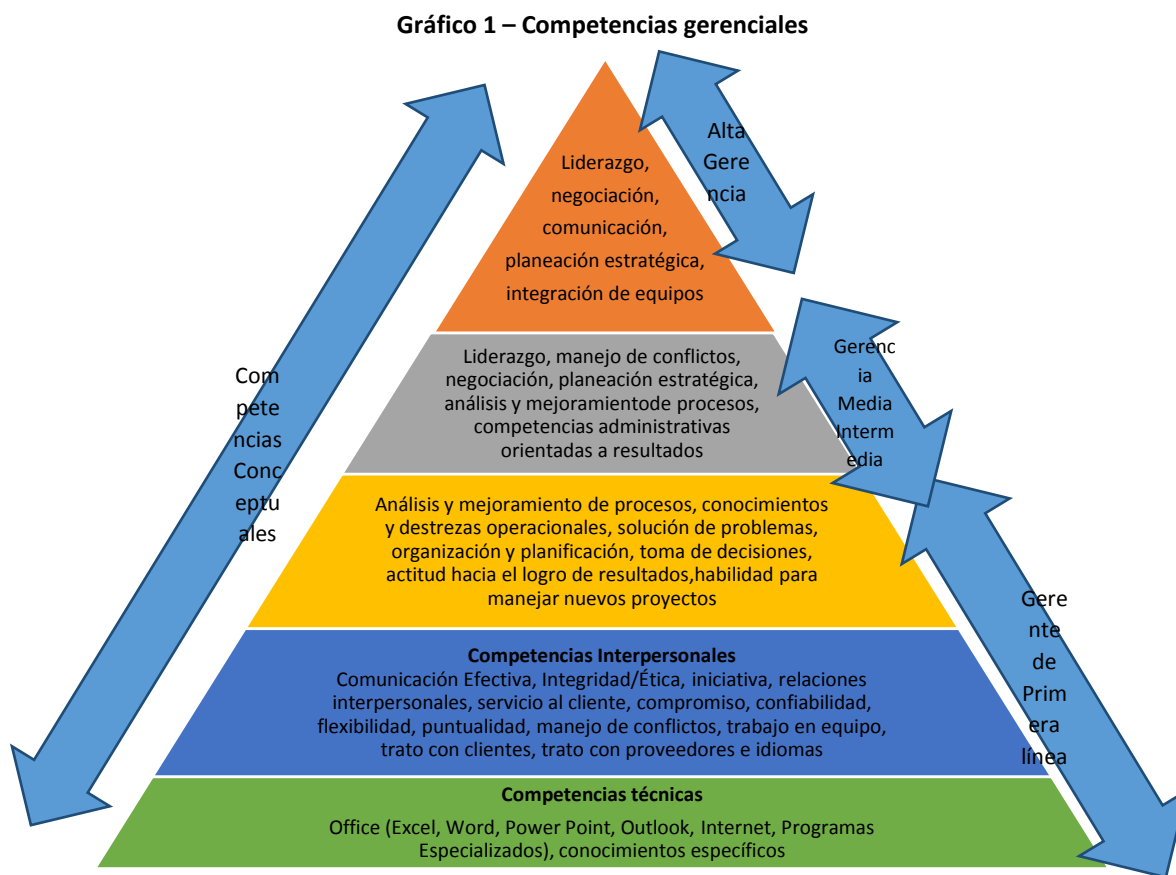 Gráfico 1 – Competencias gerenciales
Alta
Gere
ncia
Liderazgo,
negociación,
comunicación,
planeación estratégica,
integración de equipos
Gerenc
ia
Media
Interm
edia
Liderazgo, manejo de conflictos,
negociación, planeación estratégica,
análisis y mejoramientode procesos,
competencias administrativas
orientadas a resultados
Com
pete
ncias
Conc
eptu
ales
Análisis y mejoramiento de procesos, conocimientos
y destrezas operacionales, solución de problemas,
organización y planificación, toma de decisiones,
actitud hacia el logro de resultados,habilidad para
manejar nuevos proyectos
Gere
nte
de
Prim
era
línea
Competencias Interpersonales
Comunicación Efectiva, Integridad/Ética, iniciativa, relaciones
interpersonales, servicio al cliente, compromiso, confiabilidad,
flexibilidad, puntualidad, manejo de conflictos, trabajo en equipo,
trato con clientes, trato con proveedores e idiomas
Competencias técnicas
Office (Excel, Word, Power Point, Outlook, Internet, Programas
Especializados), conocimientos específicos